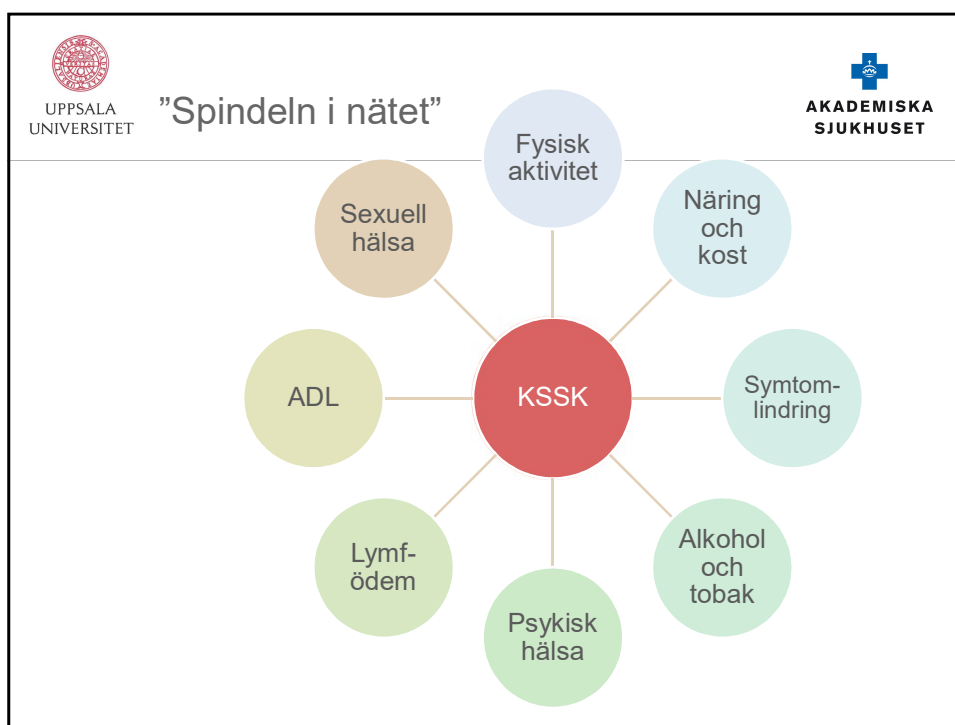 UPPSALA
UNIVERSITET
”Spindeln i nätet”
AKADEMISKA
SJUKHUSET
Fysisk
aktivitet
Näring
och
kost
Symtom-
lindring
Alkohol
och
tobak
Psykisk
hälsa
Lymf-
ödem
ADL
Sexuell
hälsa
KSSK